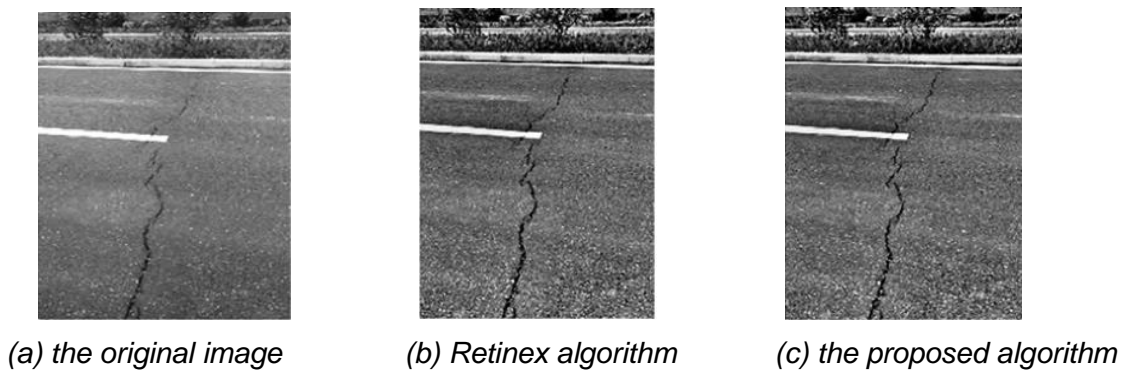 (a) the original image
(b) Retinex algorithm
(c) the proposed algorithm